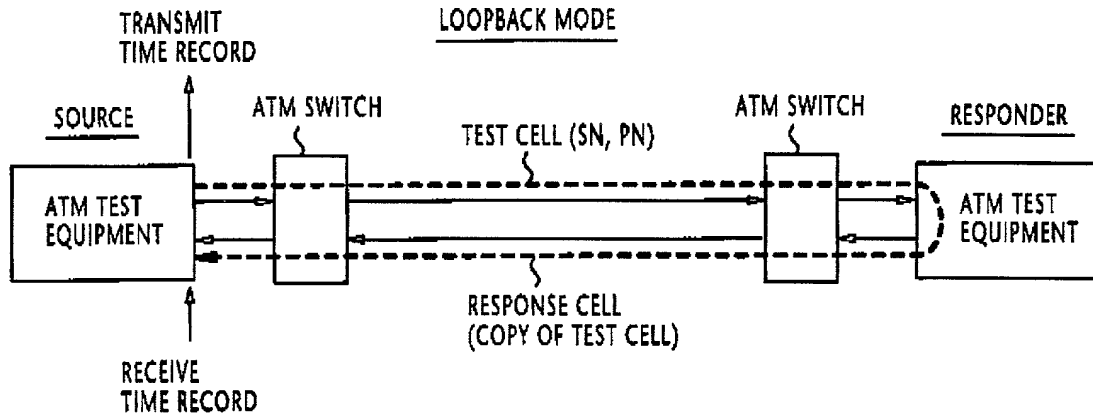 TRANSMIT
TIME RECORD
LOOPBACK MODE
SOURCE
ATM SWITCH
TEST CELL (SN, PN)
ATM SWITCH
RESPONDER
ATM TEST
EQUIPMENT
ATM TEST
EQUIPMENT
RESPONSE CELL
(COPY OF TEST CELL)
RECEIVE
TIME RECORD